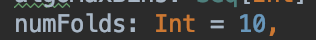 numFolds: Int = 10,